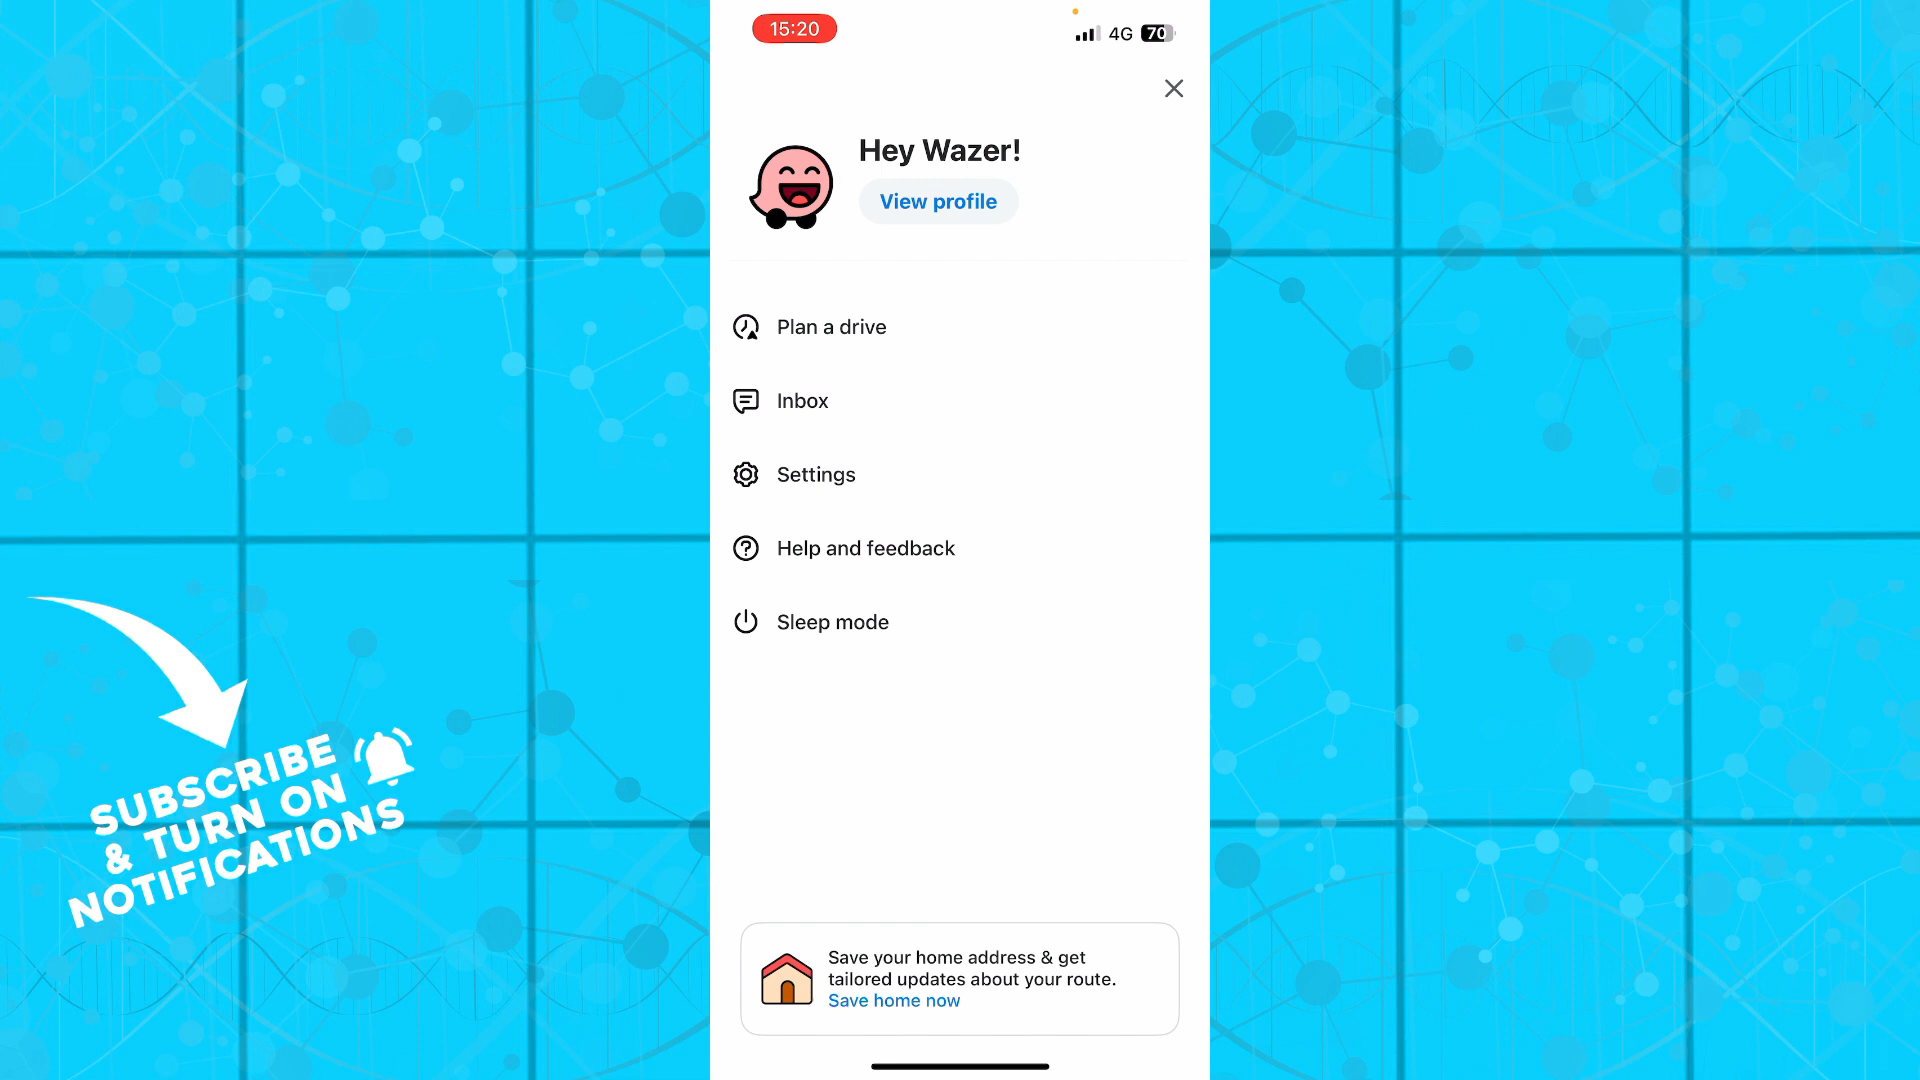 15:20
4G 70
Hey Wazer!
View profile
Plan a drive
Inbox
Settings
Help and feedback
Sleep mode
SUBSCRIBE
& TURN ON
NOTIFICATIONS
Save your home address & get
tailored updates about your route.
Save home now